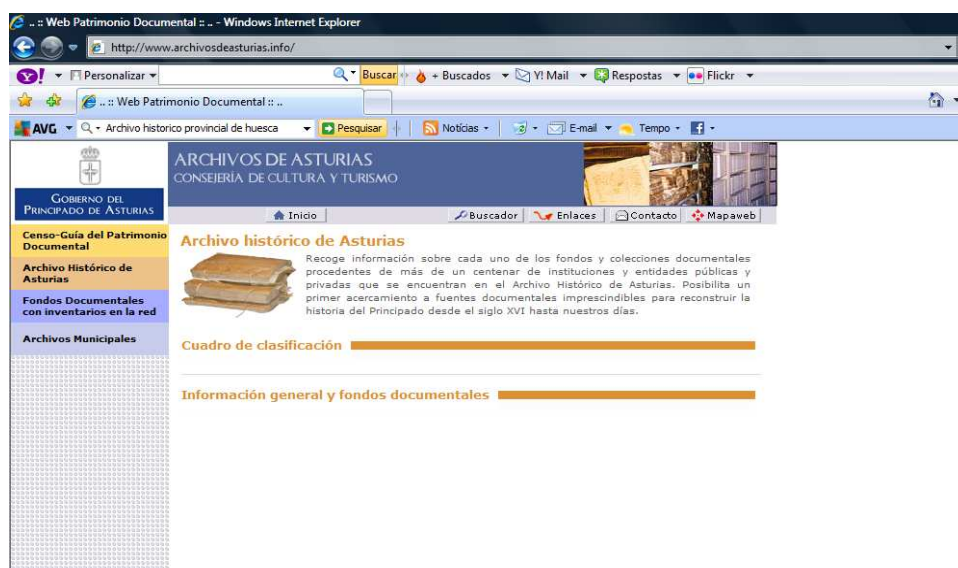 .. :: Web Patrimonio Documental :: .. - Windows Internet Explorer
http://www.archivosdeasturias.info/
Y! Personalizar Buscar + Buscados Y! Mail Respostas Flickr
.. :: Web Patrimonio Documental :: ..
AVG Archivo historico provincial de huesca Pesquisar Notícias E-mail Tempo
GOBIERNO DEL
PRINCIPADO DE ASTURIAS
ARCHIVOS DE ASTURIAS
CONSEJERÍA DE CULTURA Y TURISMO
Inicio Buscador Enlaces Contacto Mapaweb
Censo-Guía del Patrimonio
Documental
Archivo Histórico de
Asturias
Fondos Documentales
con inventarios en la red
Archivos Municipales
Archivo histórico de Asturias
Recoge información sobre cada uno de los fondos y colecciones documentales
procedentes de más de un centenar de instituciones y entidades públicas y
privadas que se encuentran en el Archivo Histórico de Asturias. Posibilita un
primer acercamiento a fuentes documentales imprescindibles para reconstruir la
historia del Principado desde el siglo XVI hasta nuestros días.
Cuadro de clasificación
Información general y fondos documentales